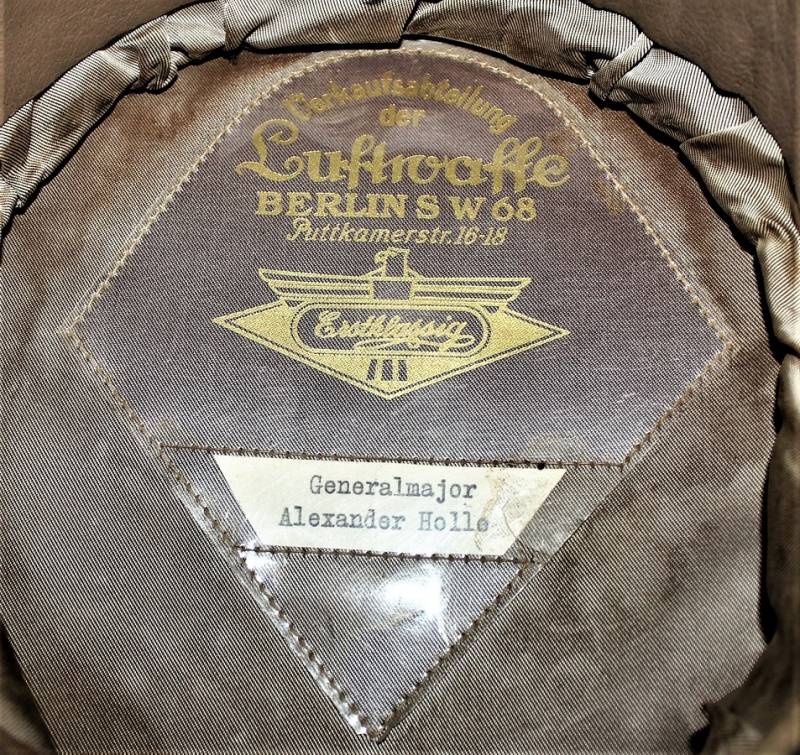 Verkaufsabteilung
der
Luftwaffe
BERLIN S W 68
Puttkamerstr. 16-18
Erstklassig
Generalmajor
Alexander Holle